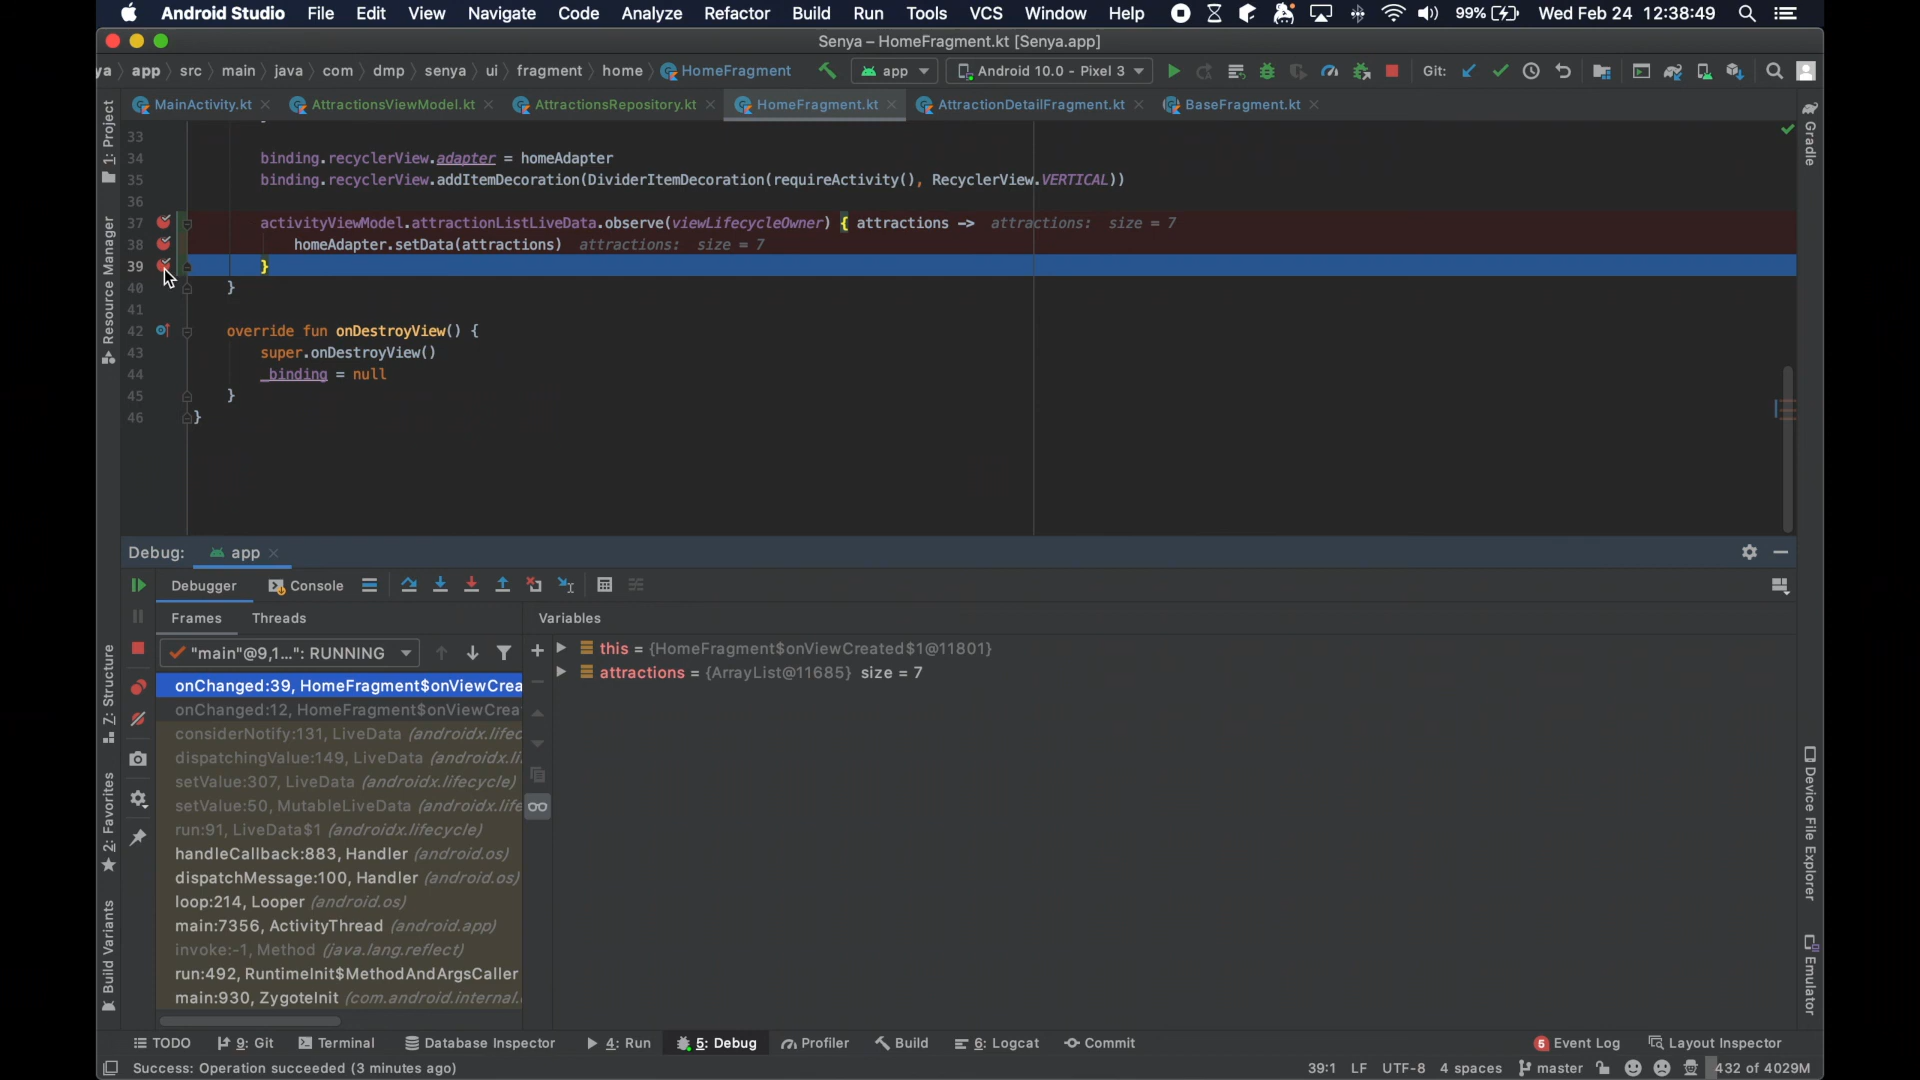 Android Studio File Edit View Navigate Code Analyze Refactor Build Run Tools VCS Window Help 99% Wed Feb 24 12:38:49
Senya – HomeFragment.kt [Senya.app]
ya app src main java com dmp senya ui fragment home HomeFragment app Android 10.0 - Pixel 3 Git:
MainActivity.kt AttractionsViewModel.kt AttractionsRepository.kt HomeFragment.kt AttractionDetailFragment.kt BaseFragment.kt
1: Project
Resource Manager
Z: Structure
2: Favorites
Build Variants
33
34 binding.recyclerView.adapter = homeAdapter
35 binding.recyclerView.addItemDecoration(DividerItemDecoration(requireActivity(), RecyclerView.VERTICAL))
36
37 activityViewModel.attractionListLiveData.observe(viewLifecycleOwner) { attractions -> attractions: size = 7
38 homeAdapter.setData(attractions) attractions: size = 7
39 }
40 }
41
42 override fun onDestroyView() {
43 super.onDestroyView()
44 _binding = null
45 }
46 }
Gradle
Device File Explorer
Emulator
Debug: app
Debugger Console
Frames Threads Variables
"main"@9,1...": RUNNING
this = {HomeFragment$onViewCreated$1@11801}
attractions = {ArrayList@11685} size = 7
onChanged:39, HomeFragment$onViewCrea
onChanged:12, HomeFragment$onViewCrea
considerNotify:131, LiveData (androidx.lifec
dispatchingValue:149, LiveData (androidx.li
setValue:307, LiveData (androidx.lifecycle)
setValue:50, MutableLiveData (androidx.life
run:91, LiveData$1 (androidx.lifecycle)
handleCallback:883, Handler (android.os)
dispatchMessage:100, Handler (android.os)
loop:214, Looper (android.os)
main:7356, ActivityThread (android.app)
invoke:-1, Method (java.lang.reflect)
run:492, RuntimeInit$MethodAndArgsCaller
main:930, ZygoteInit (com.android.internal.
TODO 9: Git Terminal Database Inspector 4: Run 5: Debug Profiler Build 6: Logcat Commit 5 Event Log Layout Inspector
Success: Operation succeeded (3 minutes ago) 39:1 LF UTF-8 4 spaces master 432 of 4029M